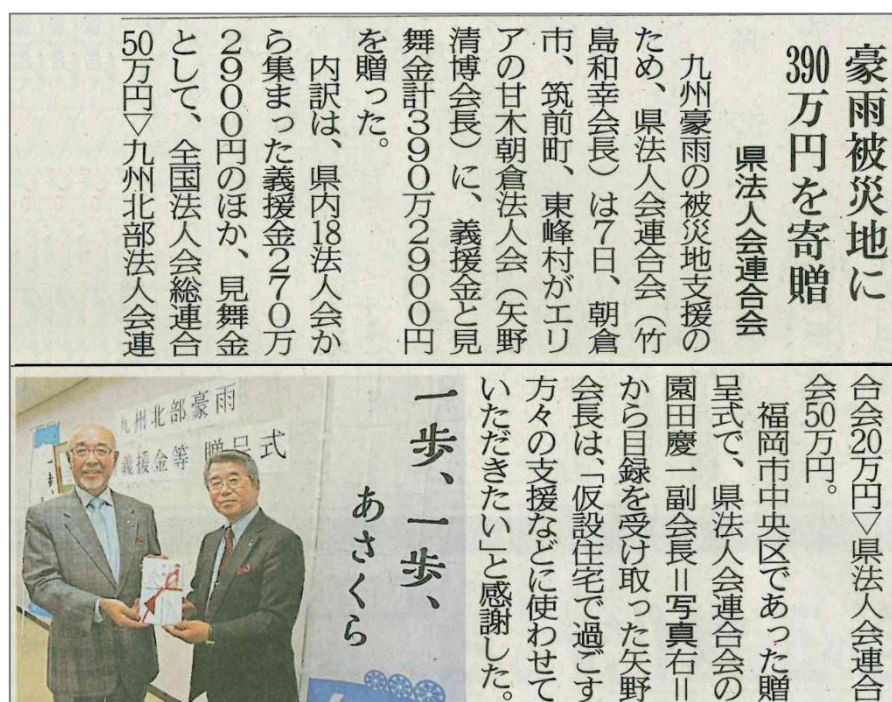 豪雨被災地に
390万円を寄贈
県法人会連合会
九州豪雨の被災地支援の
ため、県法人会連合会（竹
島和幸会長）は7日、朝倉
市、筑前町、東峰村がエリ
アの甘木朝倉法人会（矢野
清博会長）に、義援金と見
舞金計390万2900円
を贈った。
内訳は、県内18法人会か
ら集まった義援金270万
2900円のほか、見舞金
として、全国法人会総連合
50万円▽九州北部法人会連
合会20万円▽県法人会連合
会50万円。
福岡市中央区であった贈
呈式で、県法人会連合会の
園田慶一副会長＝写真右＝
から目録を受け取った矢野
会長は、「仮設住宅で過ごす
方々の支援などに使わせて
いただきたい」と感謝した。
九州北部豪雨
義援金等 贈呈式
一歩、一歩、
あさくら